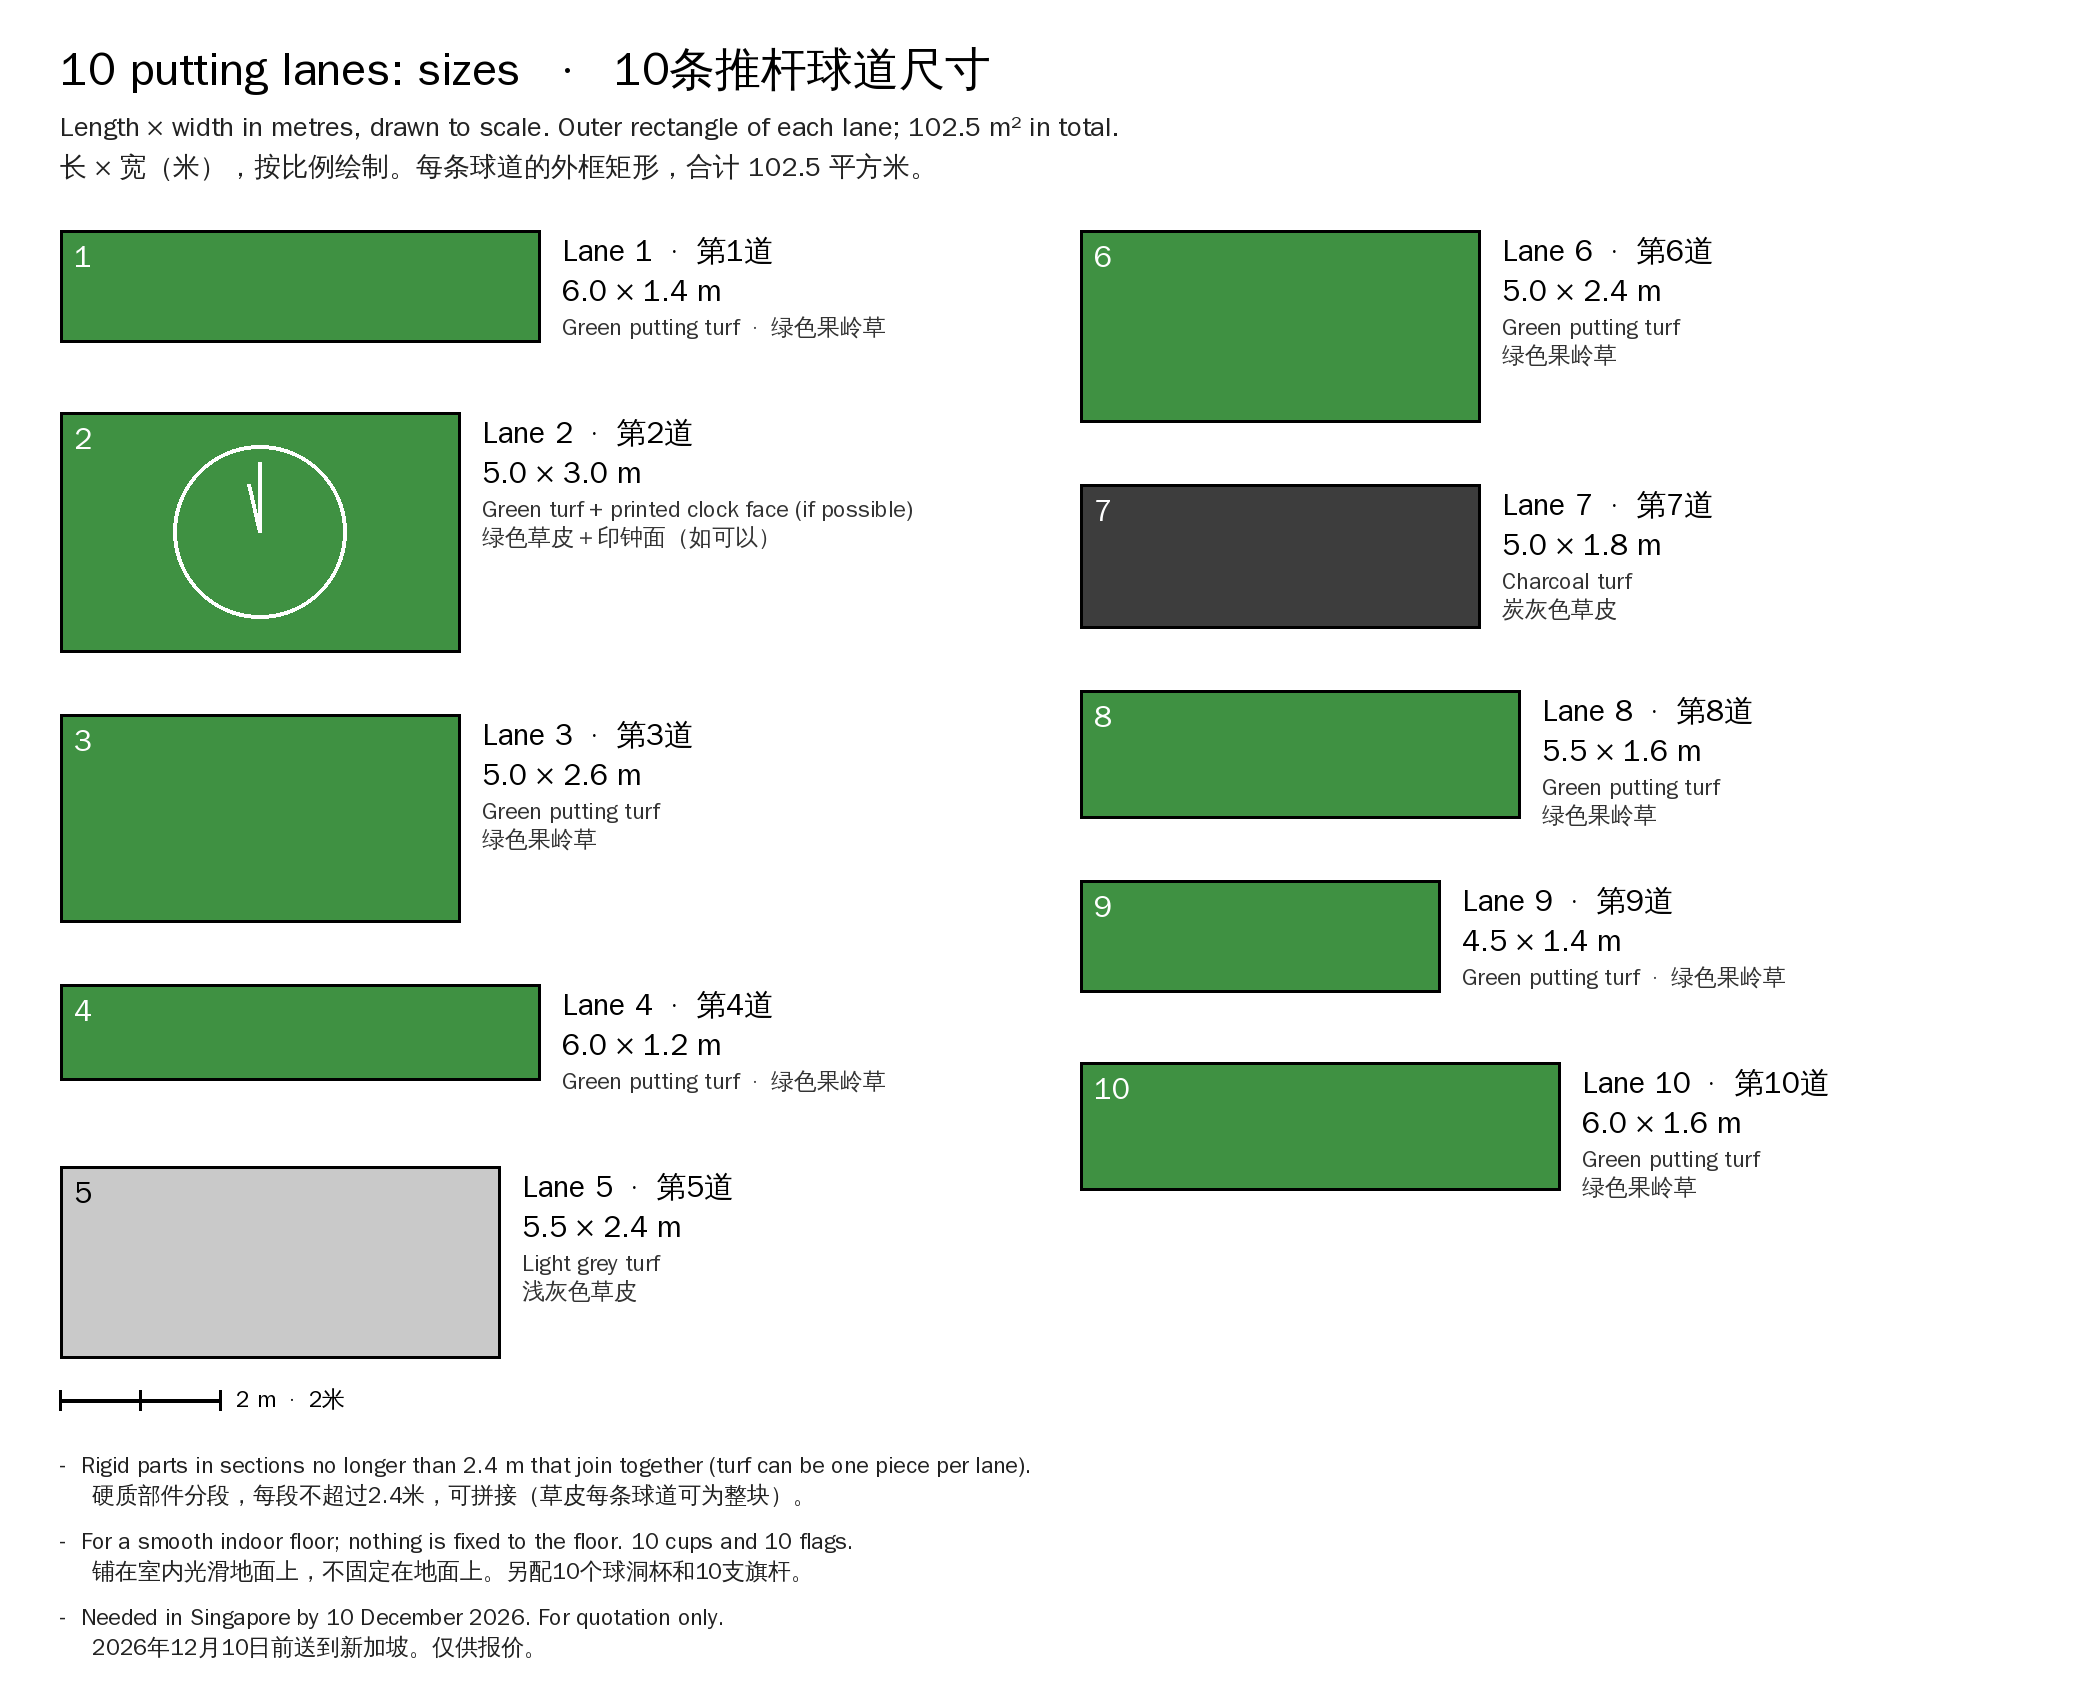 10 putting lanes: sizes · 10条推杆球道尺寸
Length × width in metres, drawn to scale. Outer rectangle of each lane; 102.5 m² in total.
长 × 宽（米），按比例绘制。每条球道的外框矩形，合计 102.5 平方米。
1
Lane 1 · 第1道
6.0 × 1.4 m
Green putting turf · 绿色果岭草
2
Lane 2 · 第2道
5.0 × 3.0 m
Green turf + printed clock face (if possible)
绿色草皮＋印钟面（如可以）
3
Lane 3 · 第3道
5.0 × 2.6 m
Green putting turf
绿色果岭草
4
Lane 4 · 第4道
6.0 × 1.2 m
Green putting turf · 绿色果岭草
5
Lane 5 · 第5道
5.5 × 2.4 m
Light grey turf
浅灰色草皮
6
Lane 6 · 第6道
5.0 × 2.4 m
Green putting turf
绿色果岭草
7
Lane 7 · 第7道
5.0 × 1.8 m
Charcoal turf
炭灰色草皮
8
Lane 8 · 第8道
5.5 × 1.6 m
Green putting turf
绿色果岭草
9
Lane 9 · 第9道
4.5 × 1.4 m
Green putting turf · 绿色果岭草
10
Lane 10 · 第10道
6.0 × 1.6 m
Green putting turf
绿色果岭草
2 m · 2米
- Rigid parts in sections no longer than 2.4 m that join together (turf can be one piece per lane).
硬质部件分段，每段不超过2.4米，可拼接（草皮每条球道可为整块）。
- For a smooth indoor floor; nothing is fixed to the floor. 10 cups and 10 flags.
铺在室内光滑地面上，不固定在地面上。另配10个球洞杯和10支旗杆。
- Needed in Singapore by 10 December 2026. For quotation only.
2026年12月10日前送到新加坡。仅供报价。